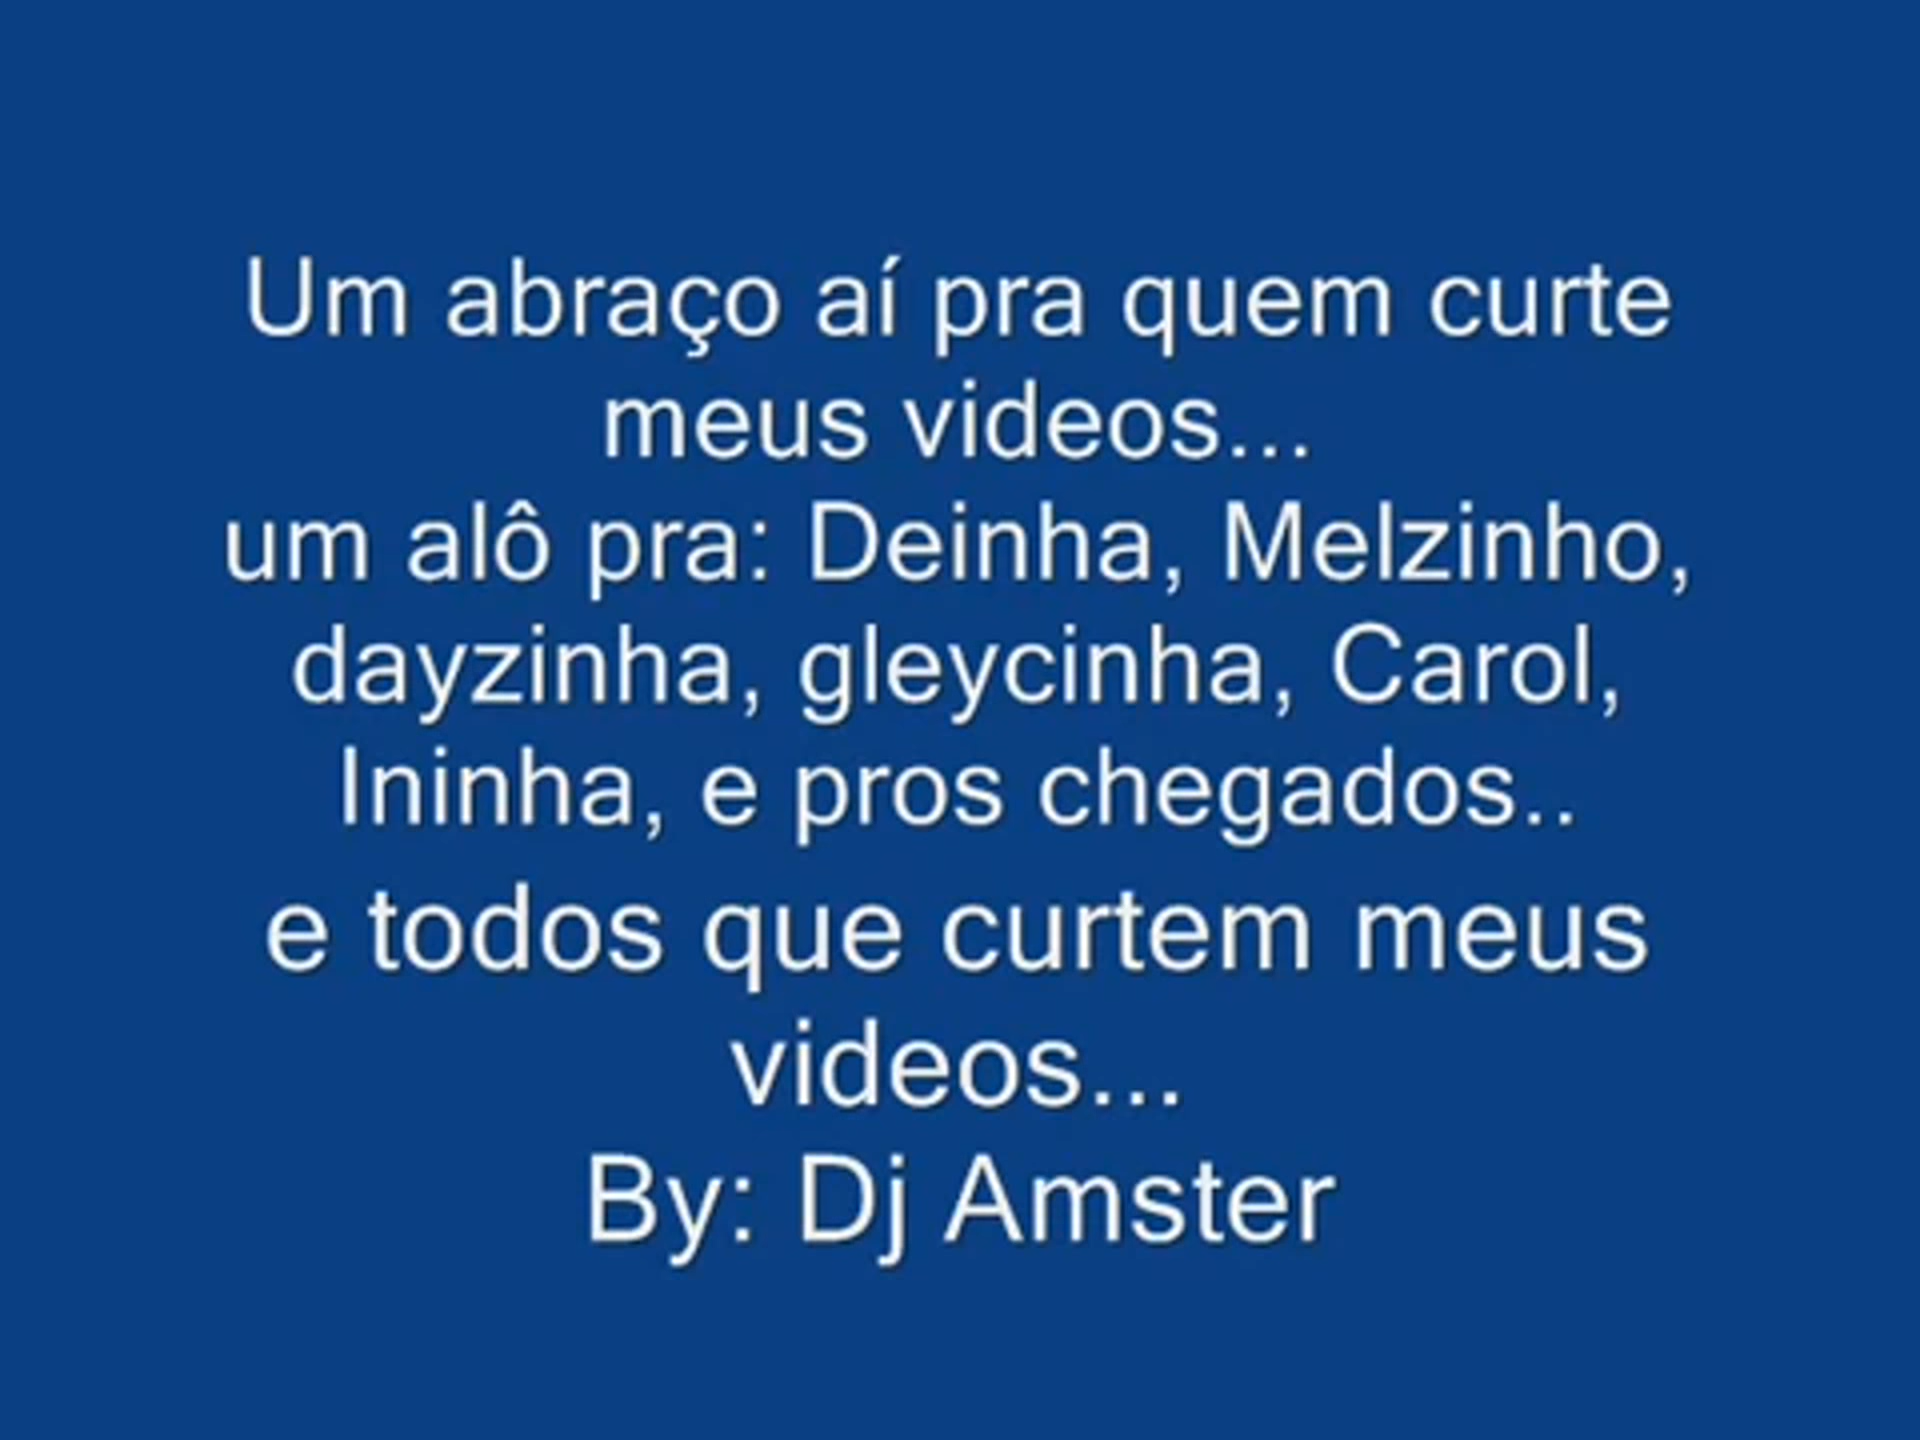 Um abraço aí pra quem curte
meus videos...
um alô pra: Deinha, Melzinho,
dayzinha, gleycinha, Carol,
Ininha, e pros chegados..
e todos que curtem meus
videos...
By: Dj Amster